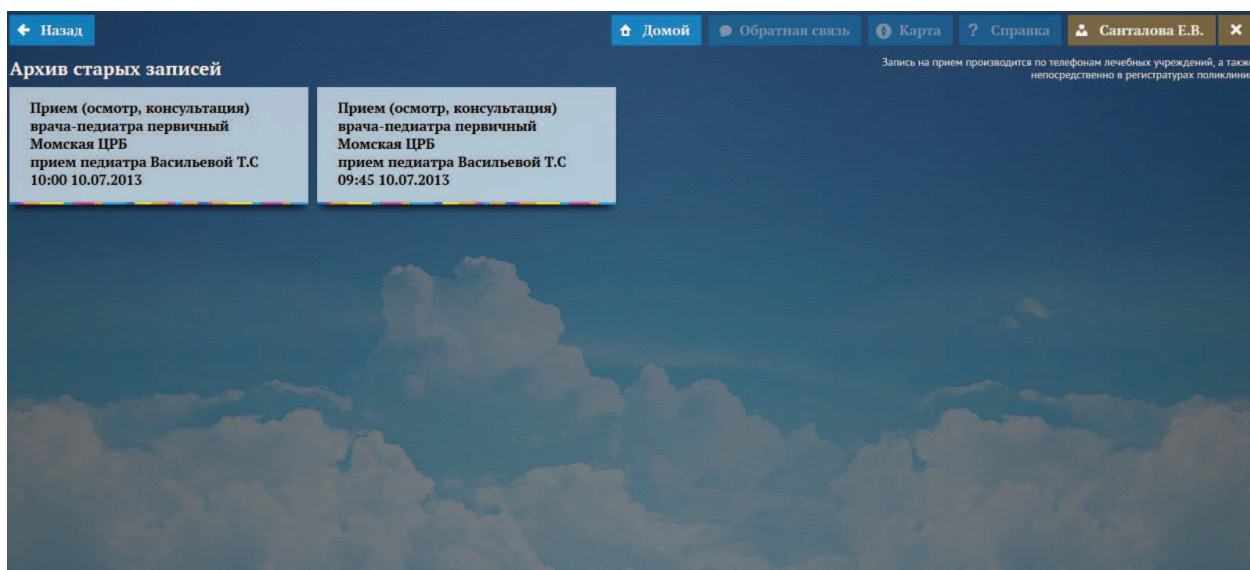 Назад
Домой
Обратная связь
Карта
? Справка
Санталова Е.В.
Архив старых записей
Запись на прием производится по телефонам лечебных учреждений, а
непосредственно в регистратурах
Прием (осмотр, консультация)
врача-педиатра первичный
Момская ЦРБ
прием педиатра Васильевой Т.С
10:00 10.07.2013
Прием (осмотр, консультация)
врача-педиатра первичный
Момская ЦРБ
прием педиатра Васильевой Т.С
09:45 10.07.2013